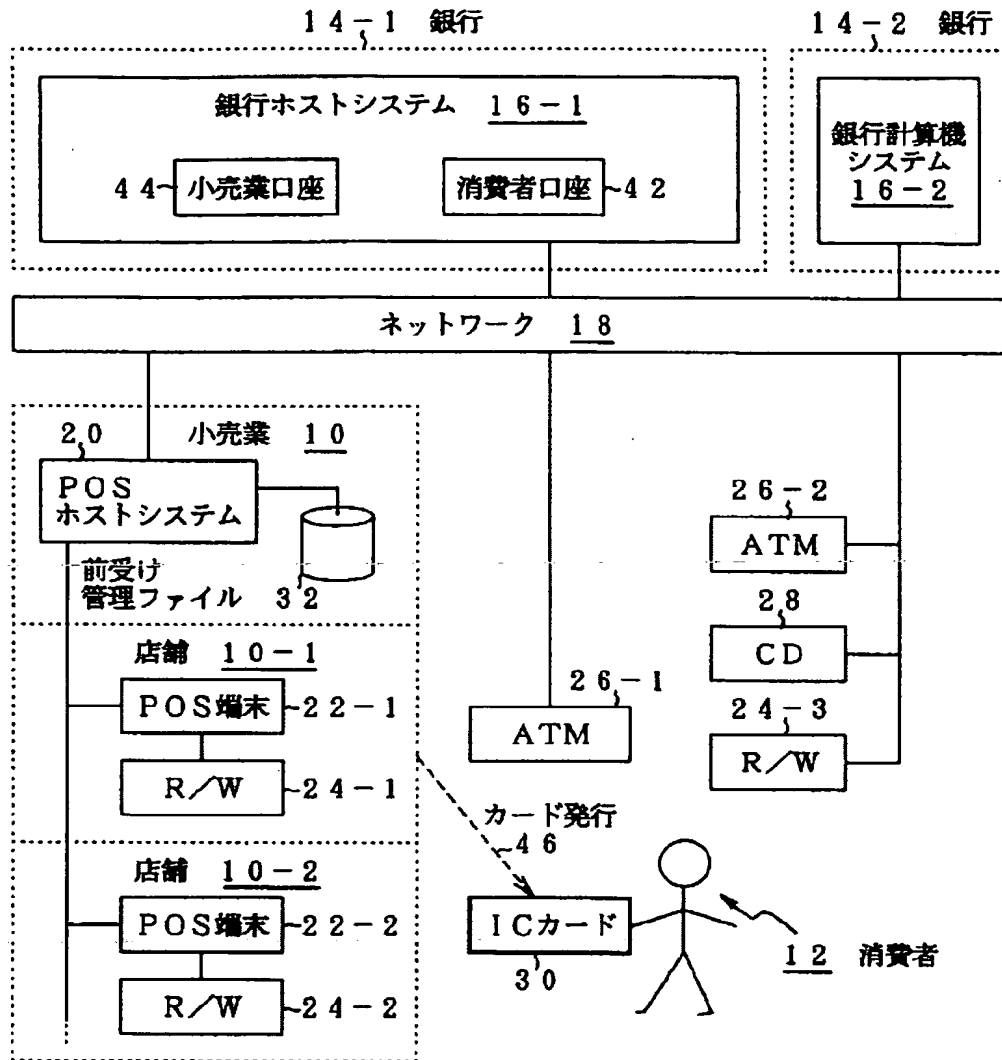 14-1 銀行
14-2 銀行
銀行ホストシステム 16-1
44 小売業口座
消費者口座 42
銀行計算機
システム
16-2
ネットワーク 18
20
小売業 10
POS
ホストシステム
前受け
管理ファイル 32
店舗 10-1
POS端末 22-1
R/W 24-1
店舗 10-2
POS端末 22-2
R/W 24-2
26-1
ATM
26-2
ATM
28
CD
24-3
R/W
カード発行
46
ICカード
30
12 消費者